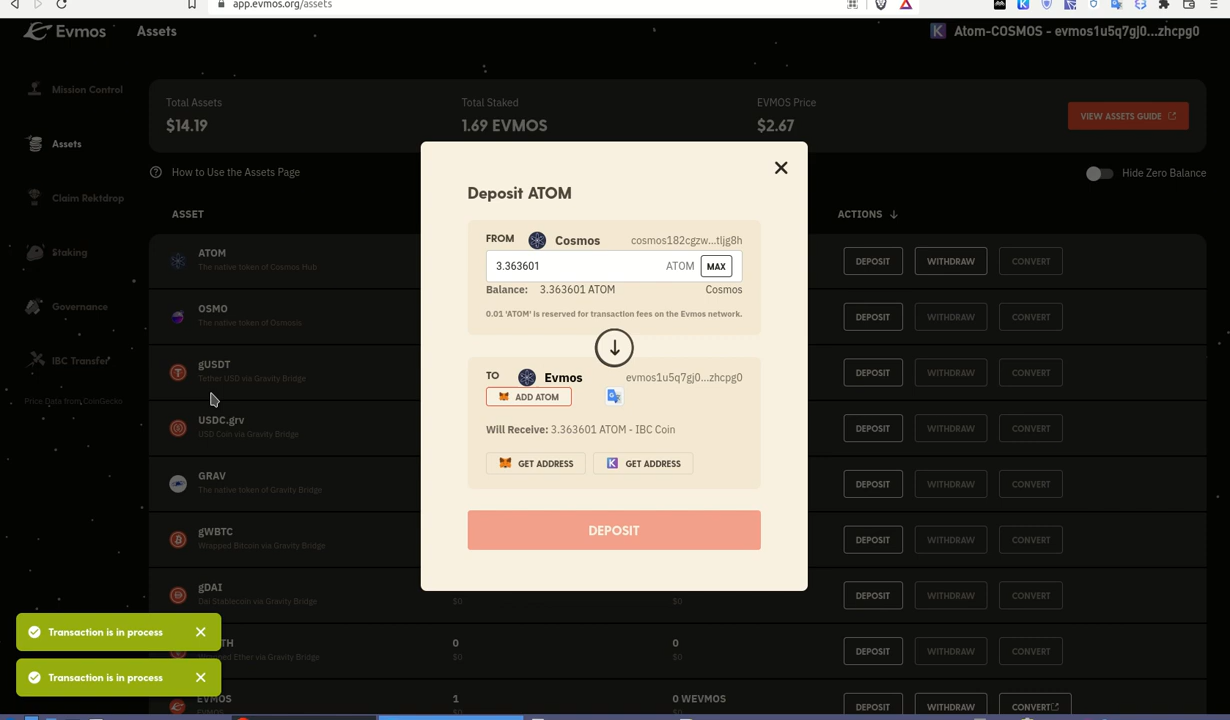 app.evmos.org/assets
Evmos Assets Atom-COSMOS - evmos1u5q7gj0...zhcpg0
Mission Control
Assets
Claim Rektdrop
Staking
Governance
IBC Transfer
Price Data from CoinGecko
Total Assets Total Staked EVMOS Price
$14.19 1.69 EVMOS $2.67
VIEW ASSETS GUIDE
How to Use the Assets Page Hide Zero Balance
ASSET ACTIONS
ATOM
The native token of Cosmos Hub
DEPOSIT WITHDRAW CONVERT
OSMO
The native token of Osmosis
DEPOSIT WITHDRAW CONVERT
gUSDT
Tether USD via Gravity Bridge
DEPOSIT WITHDRAW CONVERT
USDC.grv
USD Coin via Gravity Bridge
DEPOSIT WITHDRAW CONVERT
GRAV
The native token of Gravity Bridge
DEPOSIT WITHDRAW CONVERT
gWBTC
Wrapped Bitcoin via Gravity Bridge
DEPOSIT WITHDRAW CONVERT
gDAI
Dai Stablecoin via Gravity Bridge
$0 $0
DEPOSIT WITHDRAW CONVERT
TH 0 0
Ether via Gravity Bridge $0 $0
DEPOSIT WITHDRAW CONVERT
EVMOS 1 0 WEVMOS
EVMOS $0
DEPOSIT WITHDRAW CONVERT
Deposit ATOM
FROM Cosmos cosmos182cgzw...tljg8h
3.363601 ATOM MAX
Balance: 3.363601 ATOM Cosmos
0.01 'ATOM' is reserved for transaction fees on the Evmos network.
TO Evmos evmos1u5q7gj0...zhcpg0
ADD ATOM
Will Receive: 3.363601 ATOM - IBC Coin
GET ADDRESS GET ADDRESS
DEPOSIT
Transaction is in process
Transaction is in process